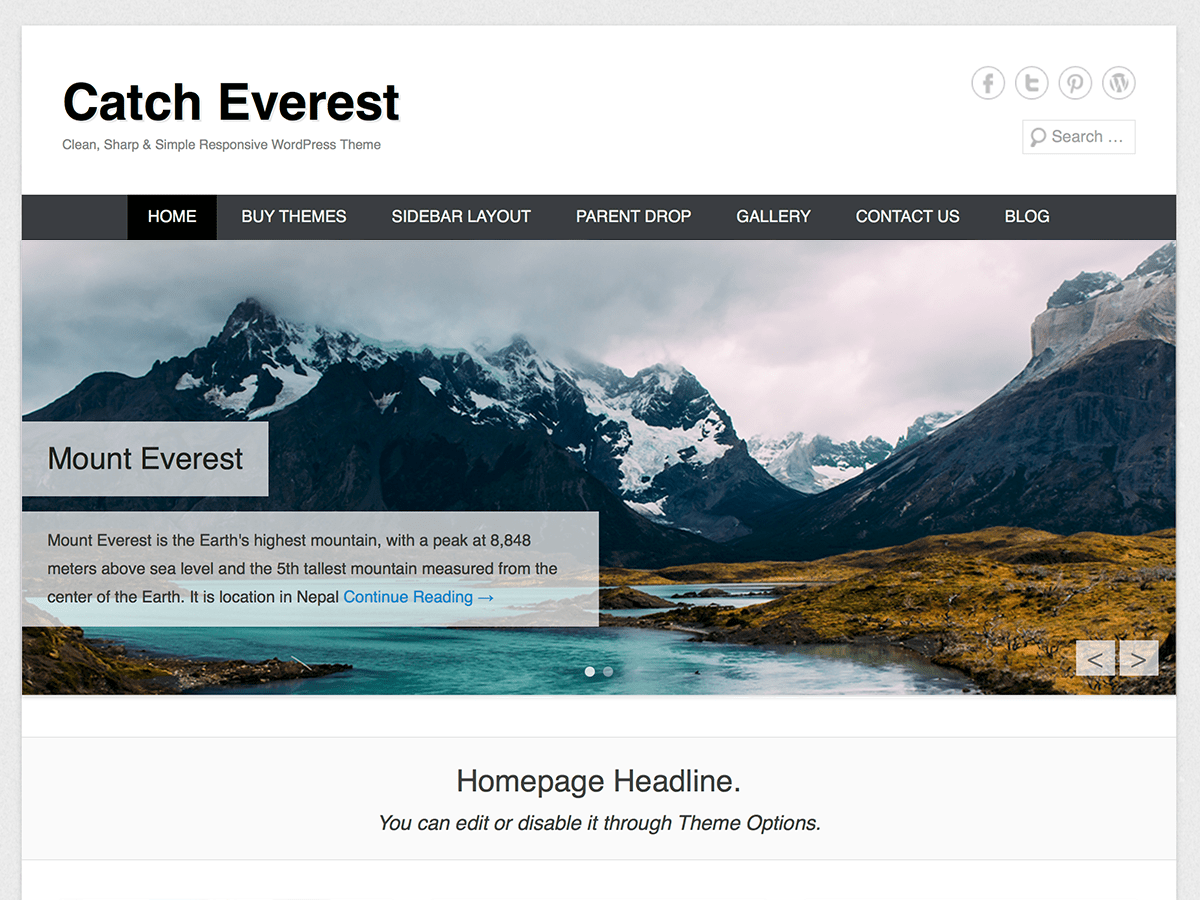 Catch Everest
Clean, Sharp & Simple Responsive WordPress Theme
Search ...
HOME BUY THEMES SIDEBAR LAYOUT PARENT DROP GALLERY CONTACT US BLOG
Mount Everest
Mount Everest is the Earth's highest mountain, with a peak at 8,848
meters above sea level and the 5th tallest mountain measured from the
center of the Earth. It is location in Nepal Continue Reading →
< >
Homepage Headline.
You can edit or disable it through Theme Options.